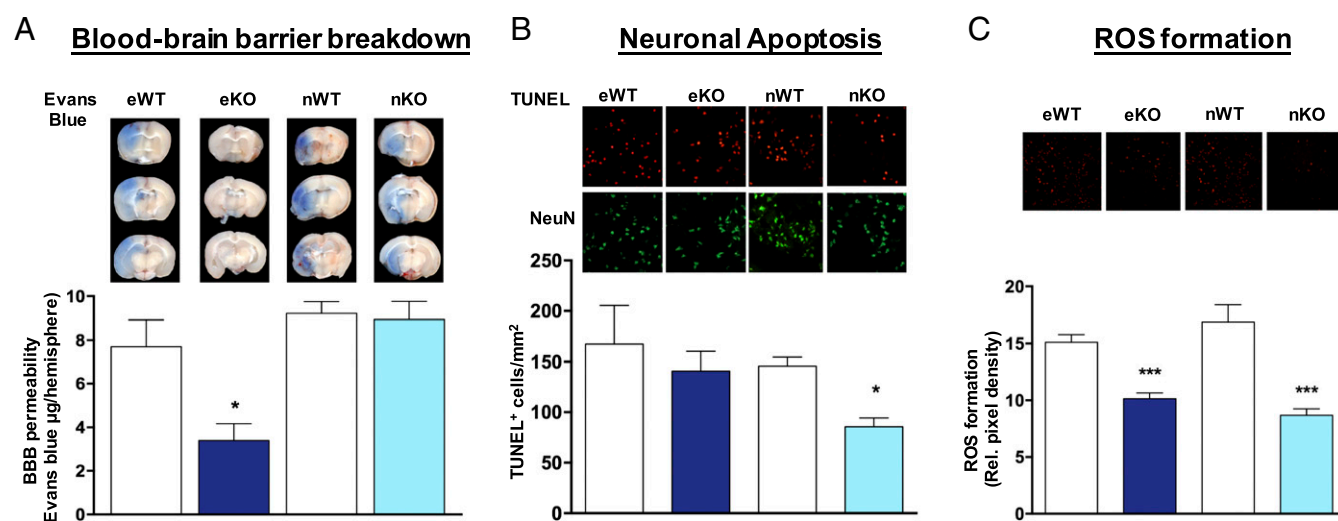 A
Blood-brain barrier breakdown
Evans
Blue
eWT eKO nWT nKO
BBB permeability
Evans blue µg/hemisphere)
10
8
6
4
2
0
*
B
Neuronal Apoptosis
TUNEL
eWT eKO nWT nKO
NeuN
TUNEL⁺ cells/mm²
250
200
150
100
50
0
*
C
ROS formation
eWT eKO nWT nKO
ROS formation
(Rel. pixel density)
20
15
10
5
0
***
***